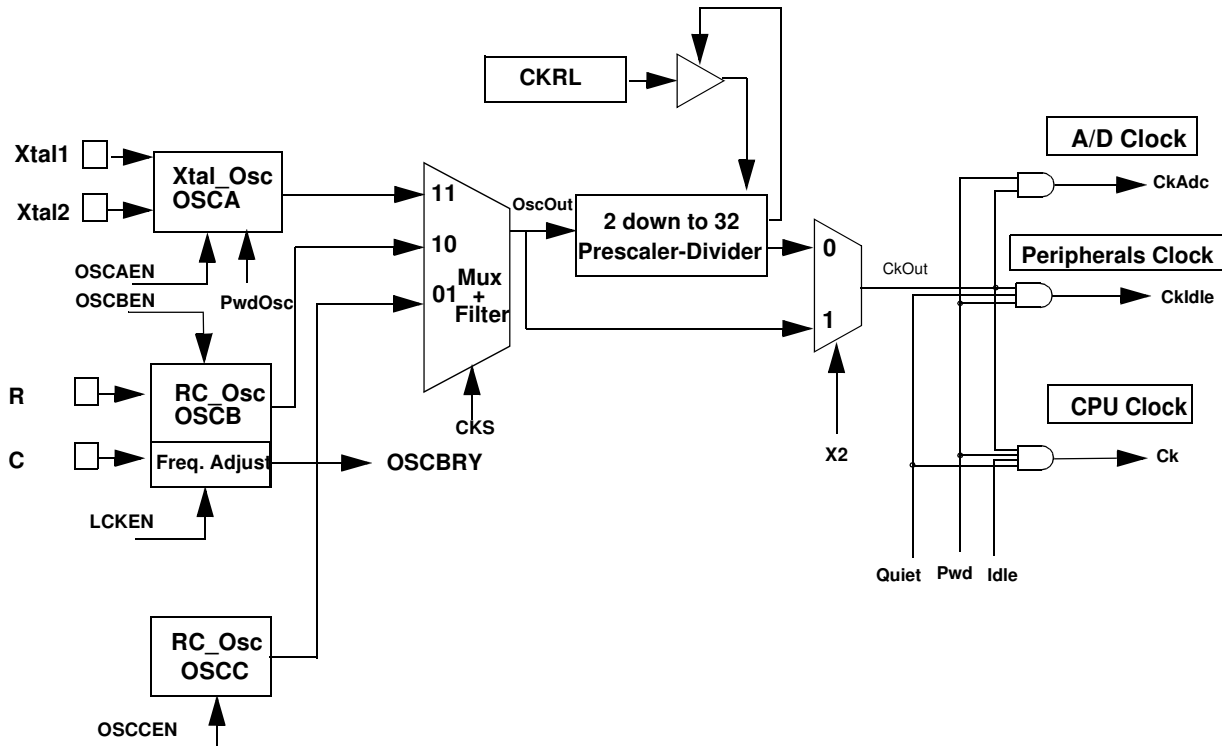 CKRL
A/D Clock
Xtal1
Xtal2
Xtal_Osc
OSCA
11
10
01
Mux
+
Filter
OscOut
2 down to 32
Prescaler-Divider
0
1
CkOut
CkAdc
Peripherals Clock
CkIdle
OSCAEN
OSCBEN
PwdOsc
R
C
RC_Osc
OSCB
Freq. Adjust
OSCBRY
CKS
X2
CPU Clock
Ck
LCKEN
Quiet
Pwd
Idle
RC_Osc
OSCC
OSCCEN